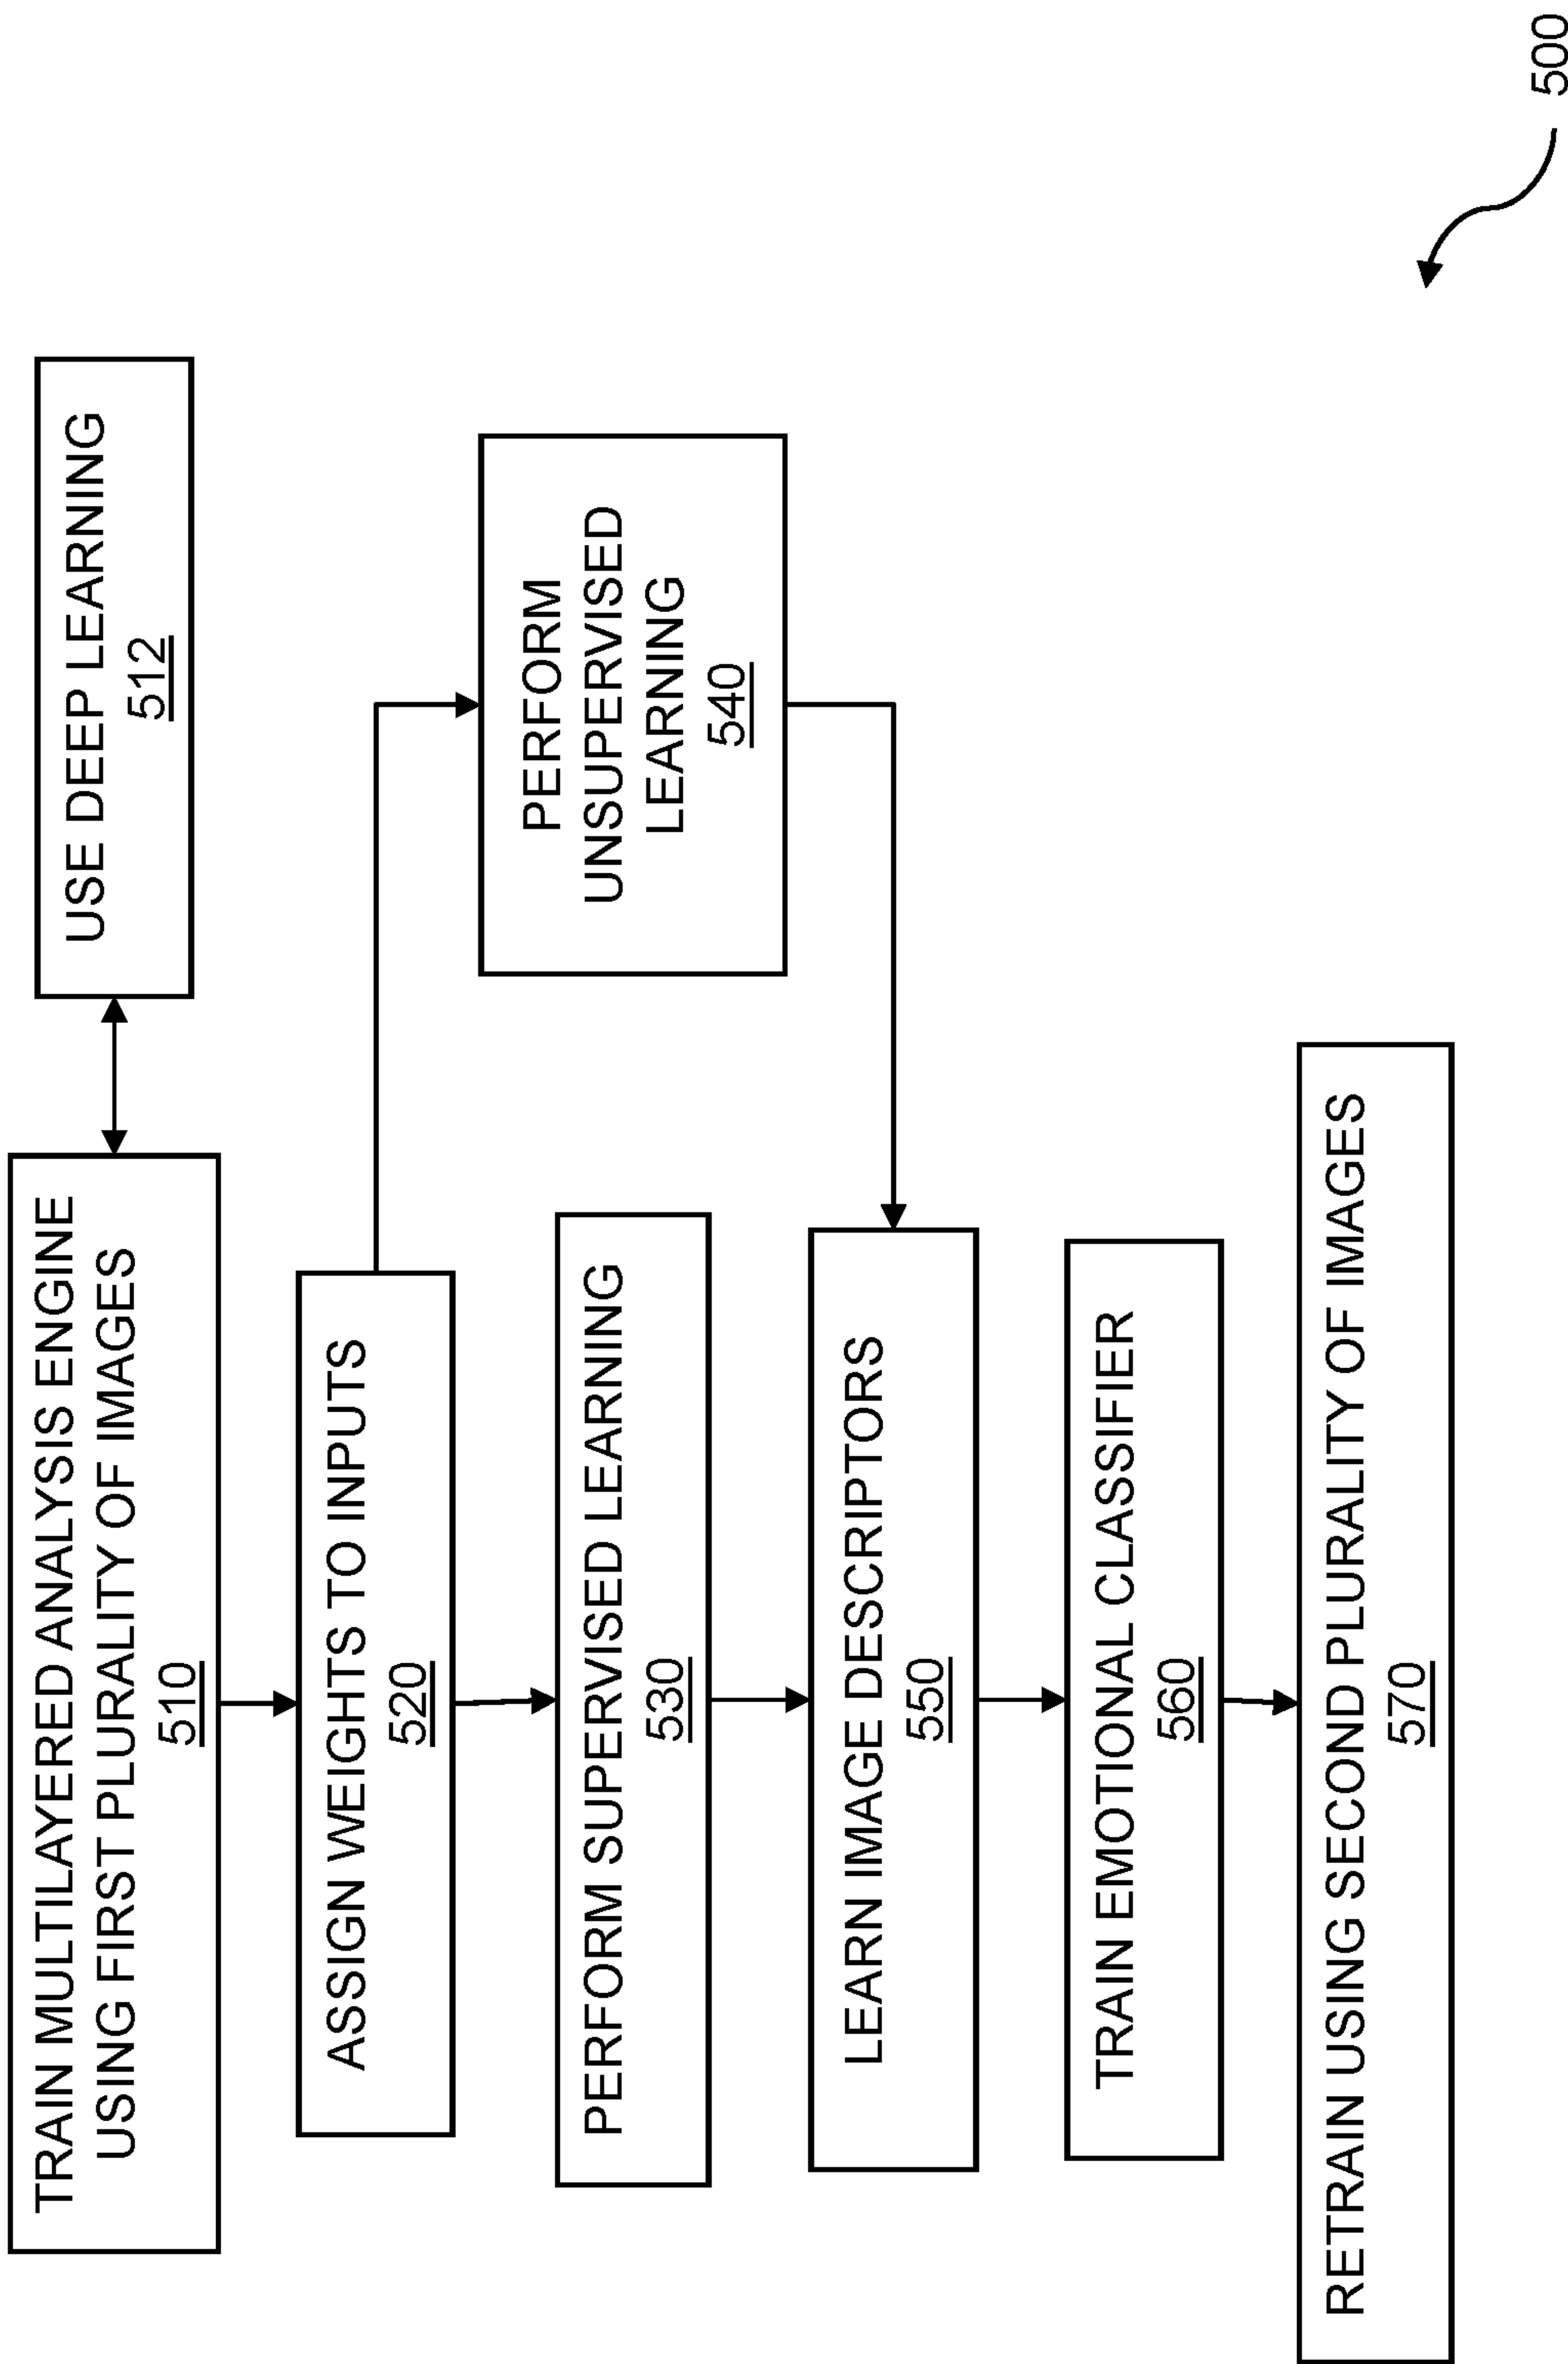 TRAIN MULTILAYERED ANALYSIS ENGINE
USING FIRST PLURALITY OF IMAGES
510
USE DEEP LEARNING
512
ASSIGN WEIGHTS TO INPUTS
520
PERFORM SUPERVISED LEARNING
530
PERFORM
UNSUPERVISED
LEARNING
540
LEARN IMAGE DESCRIPTORS
550
TRAIN EMOTIONAL CLASSIFIER
560
RETRAIN USING SECOND PLURALITY OF IMAGES
570
500